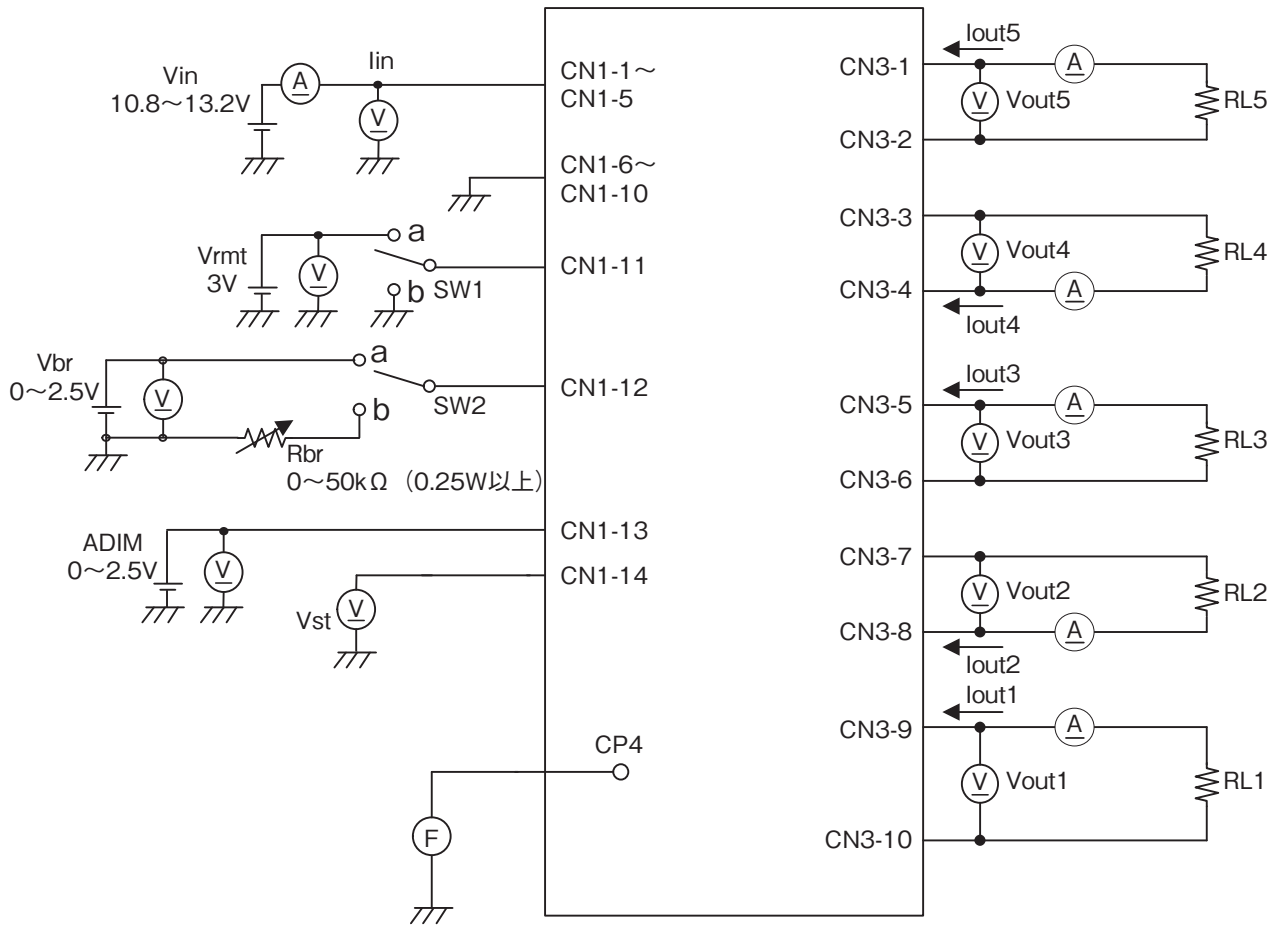 Vin
10.8～13.2V
A
Iin
V
CN1-1～
CN1-5
CN1-6～
CN1-10
Vrmt
3V
V
a
b
SW1
CN1-11
Vbr
0～2.5V
V
a
b
SW2
CN1-12
Rbr
0～50kΩ （0.25W以上）
ADIM
0～2.5V
V
CN1-13
CN1-14
Vst
V
CP4
F
Iout5
CN3-1
A
V
Vout5
RL5
CN3-2
CN3-3
V
Vout4
RL4
CN3-4
A
Iout4
Iout3
CN3-5
A
V
Vout3
RL3
CN3-6
CN3-7
V
Vout2
RL2
CN3-8
A
Iout2
Iout1
CN3-9
A
V
Vout1
RL1
CN3-10